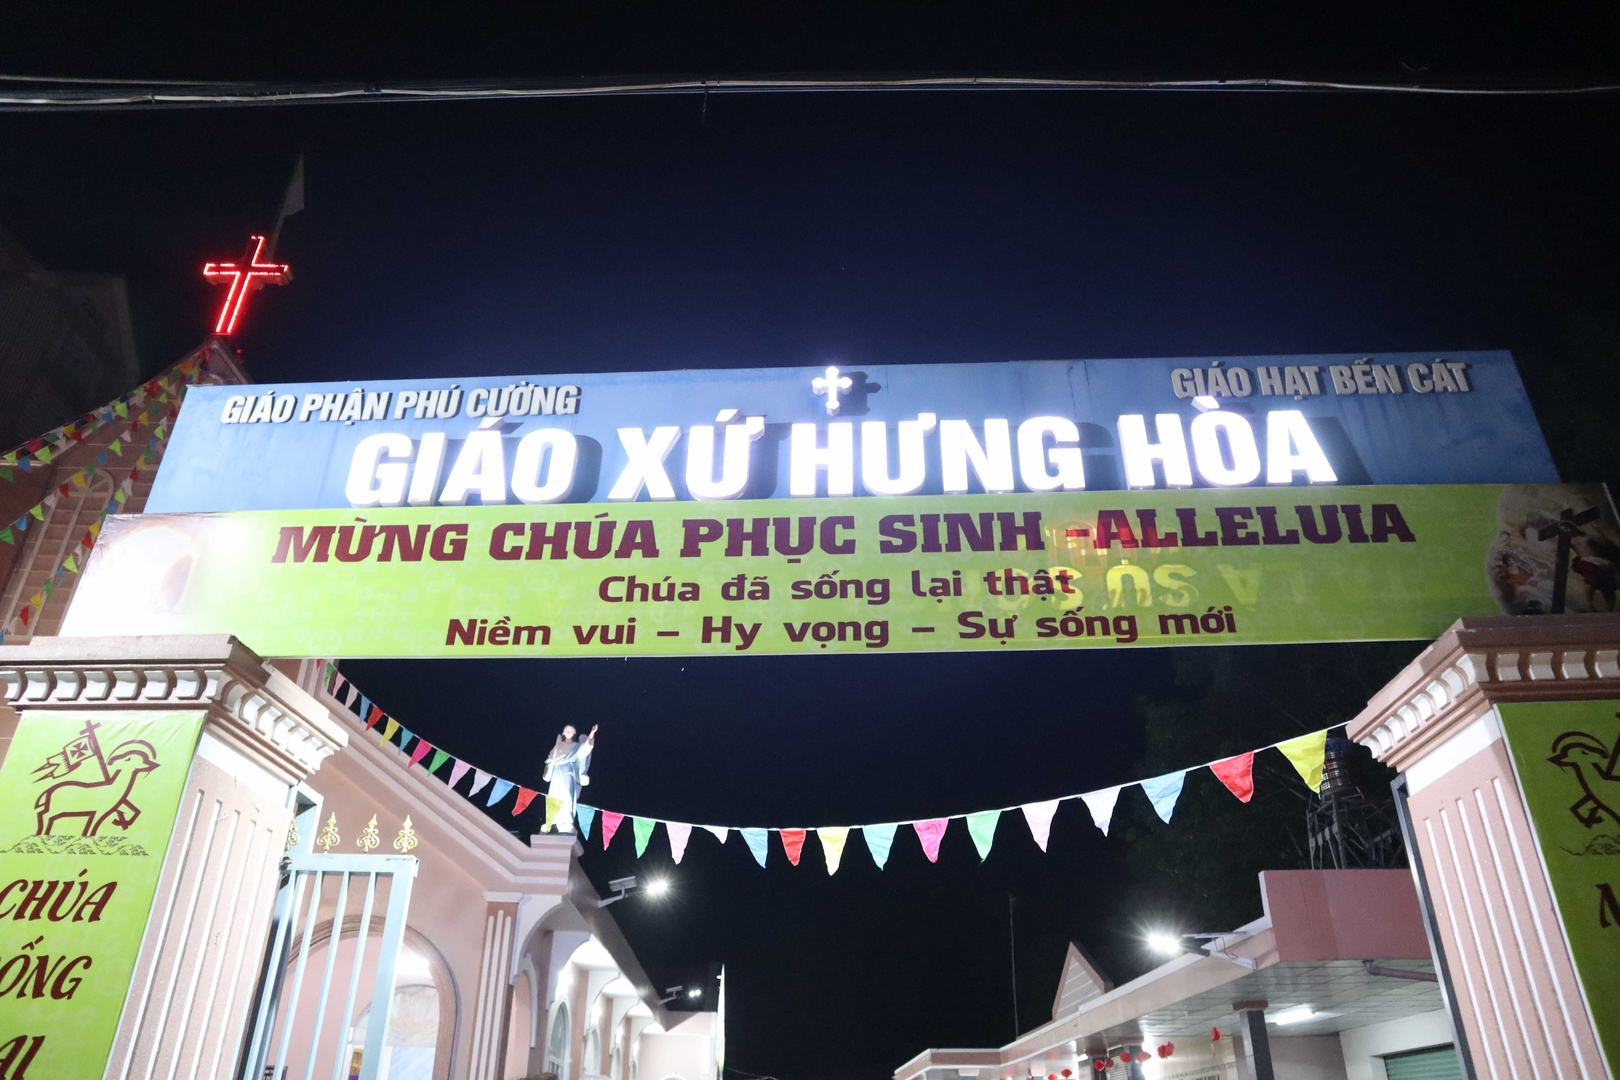 GIÁO PHẬN PHÚ CƯỜNG
GIÁO HẠT BẾN CÁT
GIÁO XỨ HƯNG HÒA
MỪNG CHÚA PHỤC SINH -ALLELUIA
Chúa đã sống lại thật
Niềm vui – Hy vọng – Sự sống mới
CHÚA